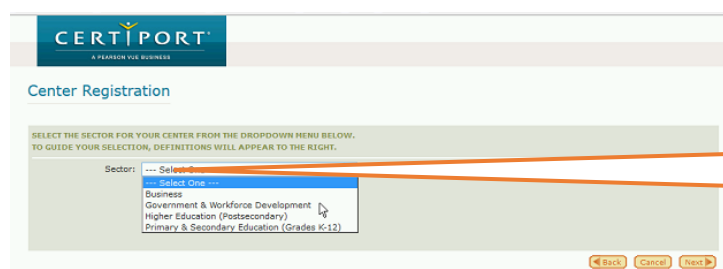 CERTIPORT
A PEARSON VUE BUSINESS
Center Registration
SELECT THE SECTOR FOR YOUR CENTER FROM THE DROPDOWN MENU BELOW.
TO GUIDE YOUR SELECTION, DEFINITIONS WILL APPEAR TO THE RIGHT.
Sector: --- Select One ---
--- Select One ---
Business
Government & Workforce Development
Higher Education (Postsecondary)
Primary & Secondary Education (Grades K-12)
Back Cancel Next